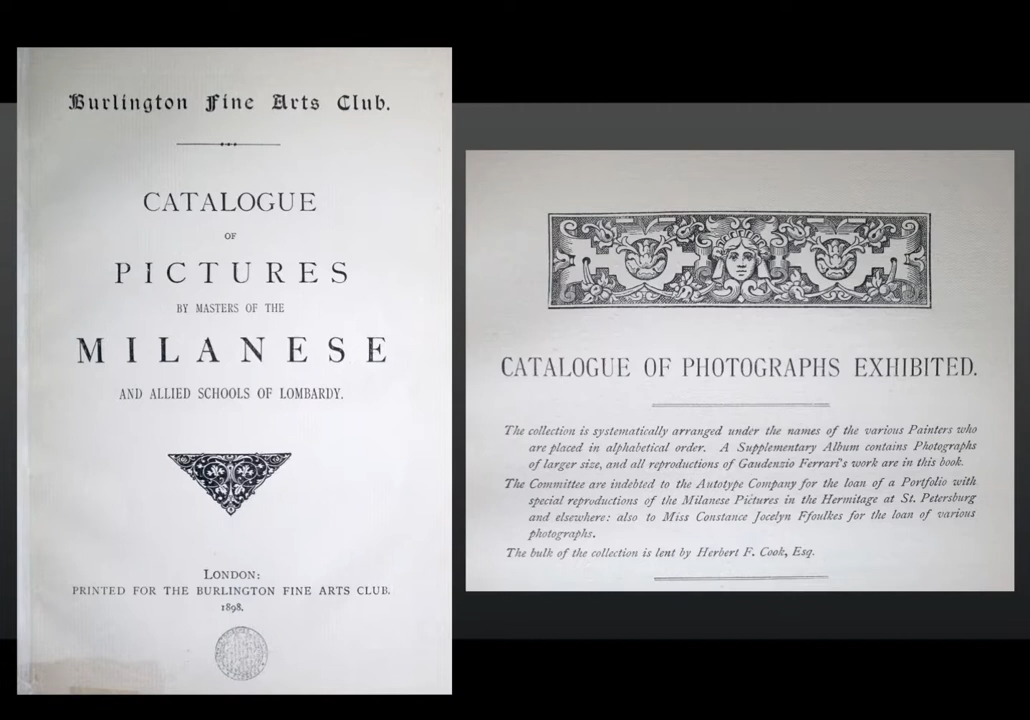 Burlington Fine Arts Club.
CATALOGUE
OF
PICTURES
BY MASTERS OF THE
MILANESE
AND ALLIED SCHOOLS OF LOMBARDY.
LONDON:
PRINTED FOR THE BURLINGTON FINE ARTS CLUB.
1898.
CATALOGUE OF PHOTOGRAPHS EXHIBITED.
The collection is systematically arranged under the names of the various Painters who
are placed in alphabetical order. A Supplementary Album contains Photographs
of larger size, and all reproductions of Gaudenzio Ferrari's work are in this book.
The Committee are indebted to the Autotype Company for the loan of a Portfolio with
special reproductions of the Milanese Pictures in the Hermitage at St. Petersburg
and elsewhere: also to Miss Constance Jocelyn Ffoulkes for the loan of various
photographs.
The bulk of the collection is lent by Herbert F. Cook, Esq.